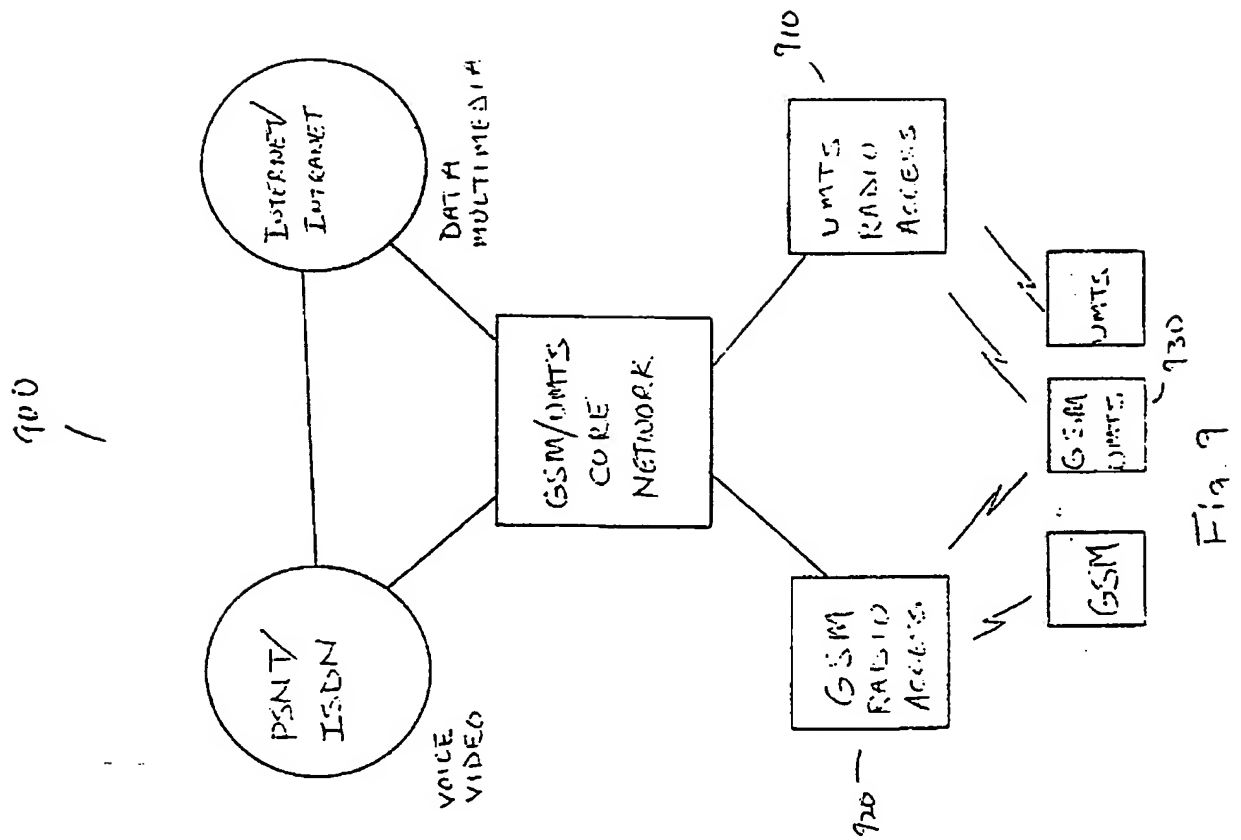 900
PSNT/
ISDN
INTERNET/
INTRANET
VOICE
VIDEO
DATA
MULTIMEDIA
GSM/UMTS
CORE
NETWORK
920
GSM
RADIO
ACCESS
UMTS
RADIO
ACCESS
910
GSM
GSM
UMTS
UMTS
930
Fig. 9